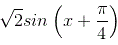 √2sin(x + π/4)